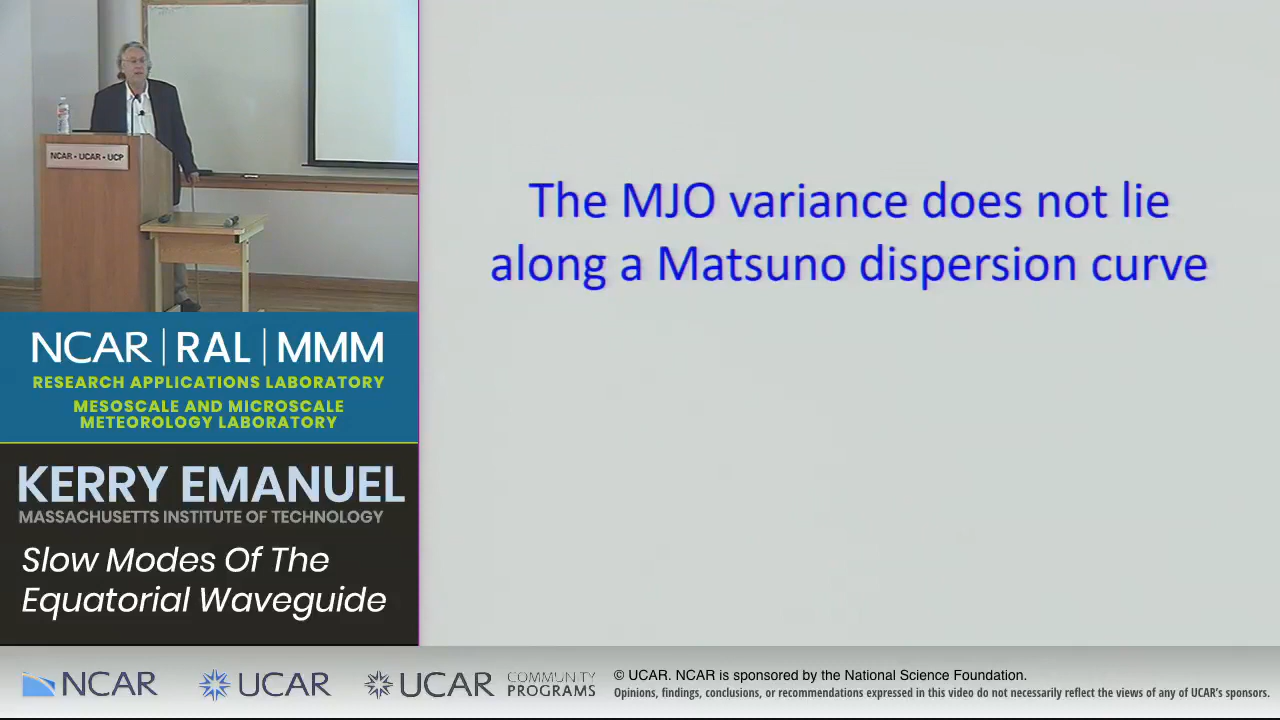 NCAR • UCAR • UCP
The MJO variance does not lie
along a Matsuno dispersion curve
NCAR | RAL | MMM
RESEARCH APPLICATIONS LABORATORY
MESOSCALE AND MICROSCALE
METEOROLOGY LABORATORY
KERRY EMANUEL
MASSACHUSETTS INSTITUTE OF TECHNOLOGY
Slow Modes Of The
Equatorial Waveguide
NCAR
UCAR
UCAR
COMMUNITY
PROGRAMS
© UCAR. NCAR is sponsored by the National Science Foundation.
Opinions, findings, conclusions, or recommendations expressed in this video do not necessarily reflect the views of any of UCAR's sponsors.